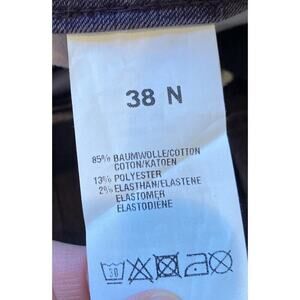 38 N
85% BAUMWOLLE/COTTON
COTON/KATOEN
13% POLYESTER
2% ELASTHAN/ELASTENE
ELASTOMER
ELASTODIENE
30